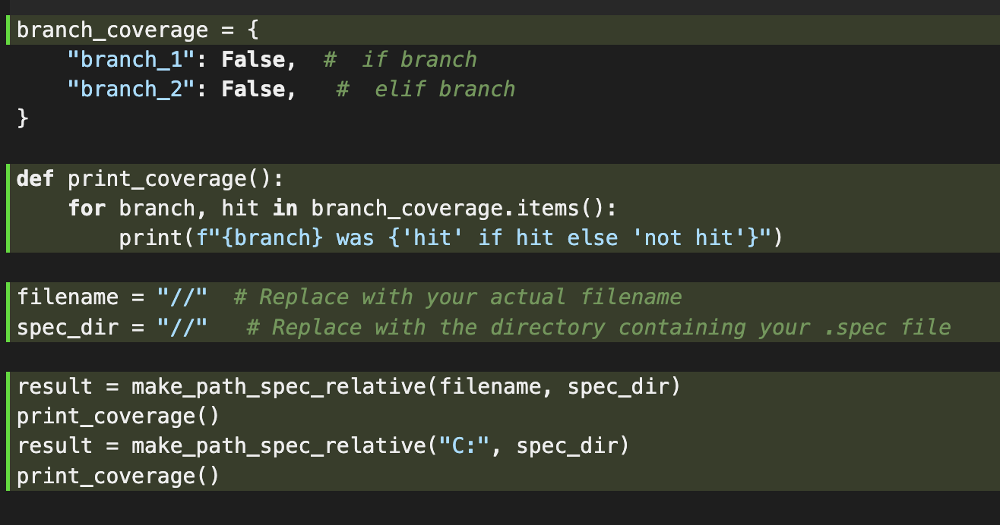 branch_coverage = {
    "branch_1": False,  #  if branch
    "branch_2": False,   #  elif branch
}
def print_coverage():
    for branch, hit in branch_coverage.items():
        print(f"{branch} was {'hit' if hit else 'not hit'}")
filename = "//"  # Replace with your actual filename
spec_dir = "//"   # Replace with the directory containing your .spec file
result = make_path_spec_relative(filename, spec_dir)
print_coverage()
result = make_path_spec_relative("C:", spec_dir)
print_coverage()